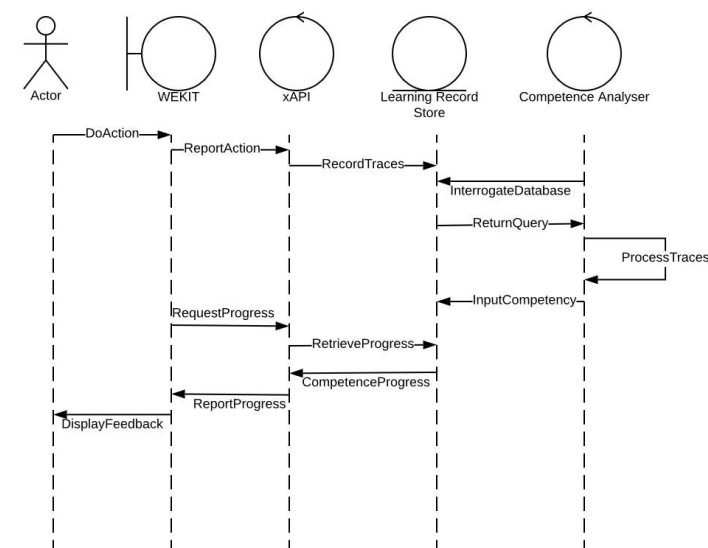 Actor
WEKIT
xAPI
Learning Record
Store
Competence Analyser
DoAction
ReportAction
RecordTraces
InterrogateDatabase
ReturnQuery
ProcessTraces
InputCompetency
RequestProgress
RetrieveProgress
CompetenceProgress
ReportProgress
DisplayFeedback